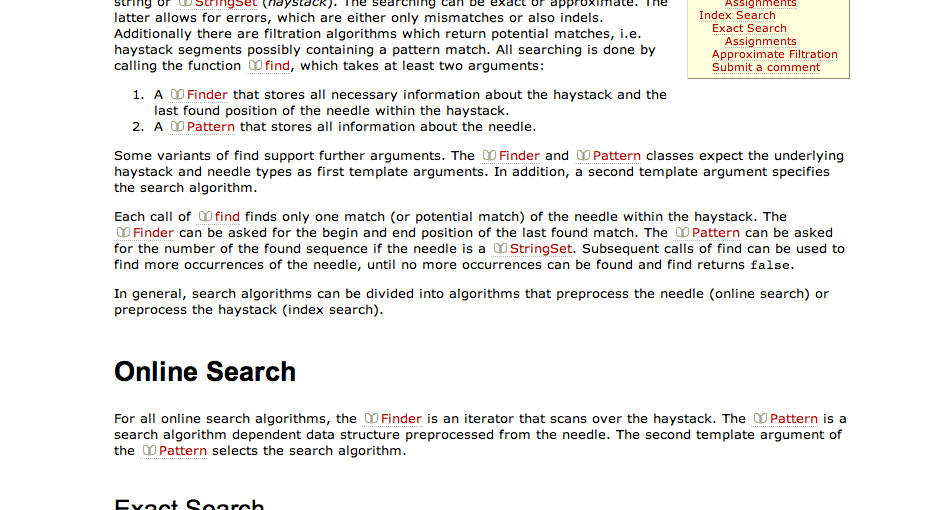 string or StringSet (haystack). The searching can be exact or approximate. The
latter allows for errors, which are either only mismatches or also indels.
Additionally there are filtration algorithms which return potential matches, i.e.
haystack segments possibly containing a pattern match. All searching is done by
calling the function find, which takes at least two arguments:
Assignments
Index Search
Exact Search
Assignments
Approximate Filtration
Submit a comment
1. A Finder that stores all necessary information about the haystack and the
last found position of the needle within the haystack.
2. A Pattern that stores all information about the needle.
Some variants of find support further arguments. The Finder and Pattern classes expect the underlying
haystack and needle types as first template arguments. In addition, a second template argument specifies
the search algorithm.
Each call of find finds only one match (or potential match) of the needle within the haystack. The
Finder can be asked for the begin and end position of the last found match. The Pattern can be asked
for the number of the found sequence if the needle is a StringSet. Subsequent calls of find can be used to
find more occurrences of the needle, until no more occurrences can be found and find returns false.
In general, search algorithms can be divided into algorithms that preprocess the needle (online search) or
preprocess the haystack (index search).
Online Search
For all online search algorithms, the Finder is an iterator that scans over the haystack. The Pattern is a
search algorithm dependent data structure preprocessed from the needle. The second template argument of
the Pattern selects the search algorithm.
Exact Search